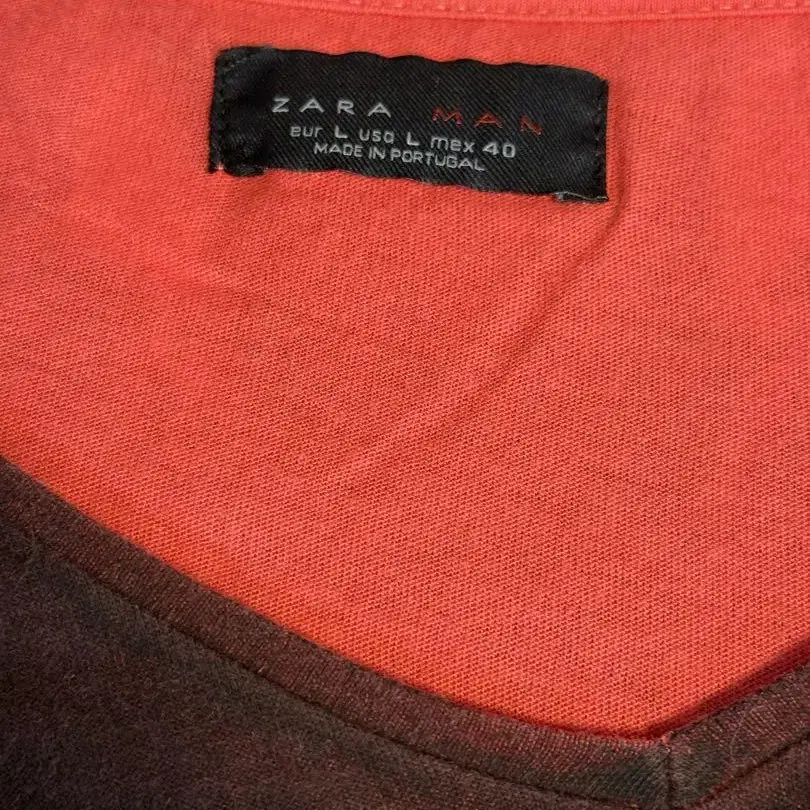 ZARA MAN
eur L usa L mex 40
MADE IN PORTUGAL